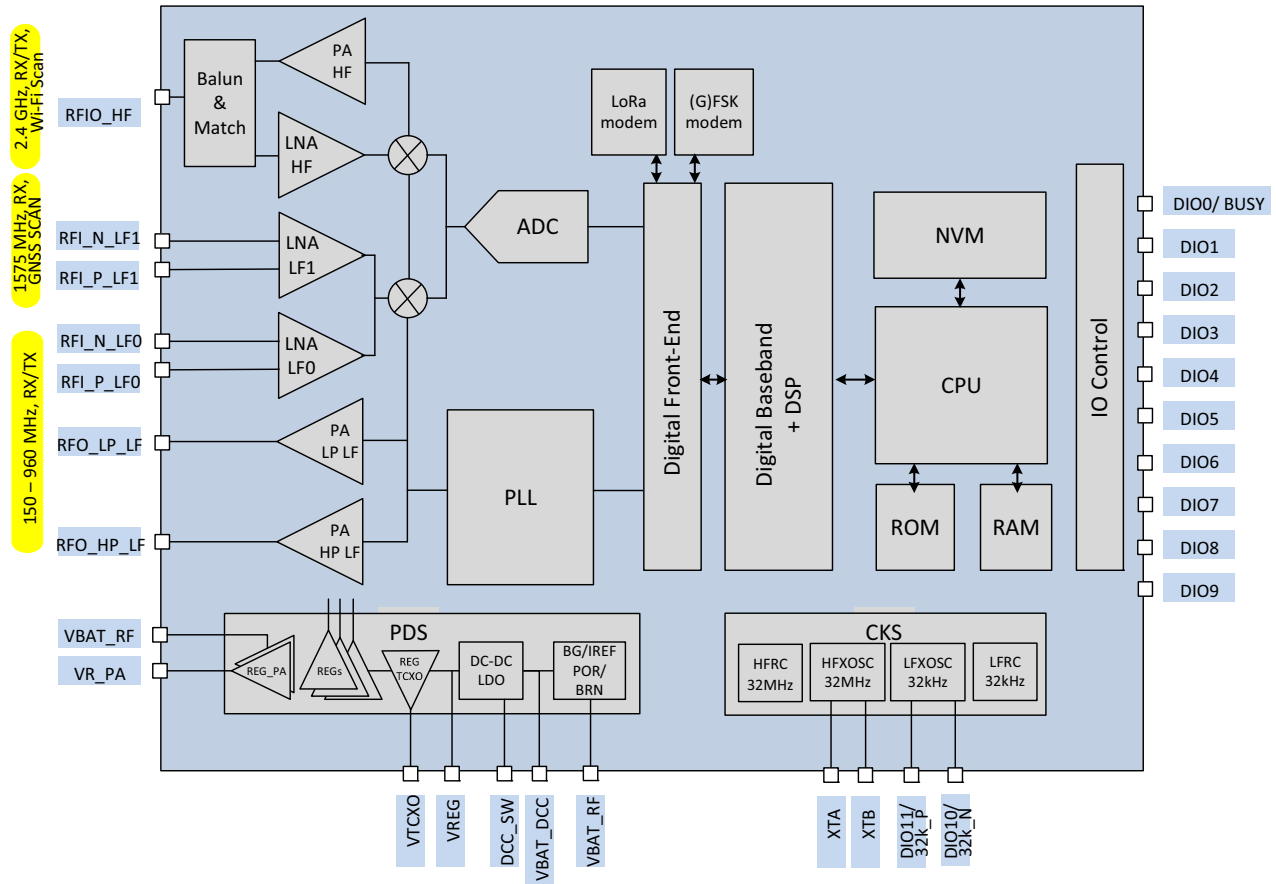 2.4 GHz, RX/TX,
Wi-Fi Scan
RFIO_HF
Balun
&
Match
PA
HF
LNA
HF
1575 MHz, RX,
GNSS SCAN
RFI_N_LF1
RFI_P_LF1
LNA
LF1
150 – 960 MHz, RX/TX
RFI_N_LF0
RFI_P_LF0
LNA
LF0
RFO_LP_LF
PA
LP LF
RFO_HP_LF
PA
HP LF
ADC
PLL
LoRa
modem
(G)FSK
modem
Digital Front-End
Digital Baseband
+ DSP
NVM
CPU
ROM
RAM
IO Control
DIO0/ BUSY
DIO1
DIO2
DIO3
DIO4
DIO5
DIO6
DIO7
DIO8
DIO9
VBAT_RF
VR_PA
PDS
REG_PA
REGs
REG
TCXO
DC-DC
LDO
BG/IREF
POR/
BRN
CKS
HFRC
32MHz
HFXOSC
32MHz
LFXOSC
32kHz
LFRC
32kHz
VTCXO
VREG
DCC_SW
VBAT_DCC
VBAT_RF
XTA
XTB
DIO11/
32k_P
DIO10/
32k_N